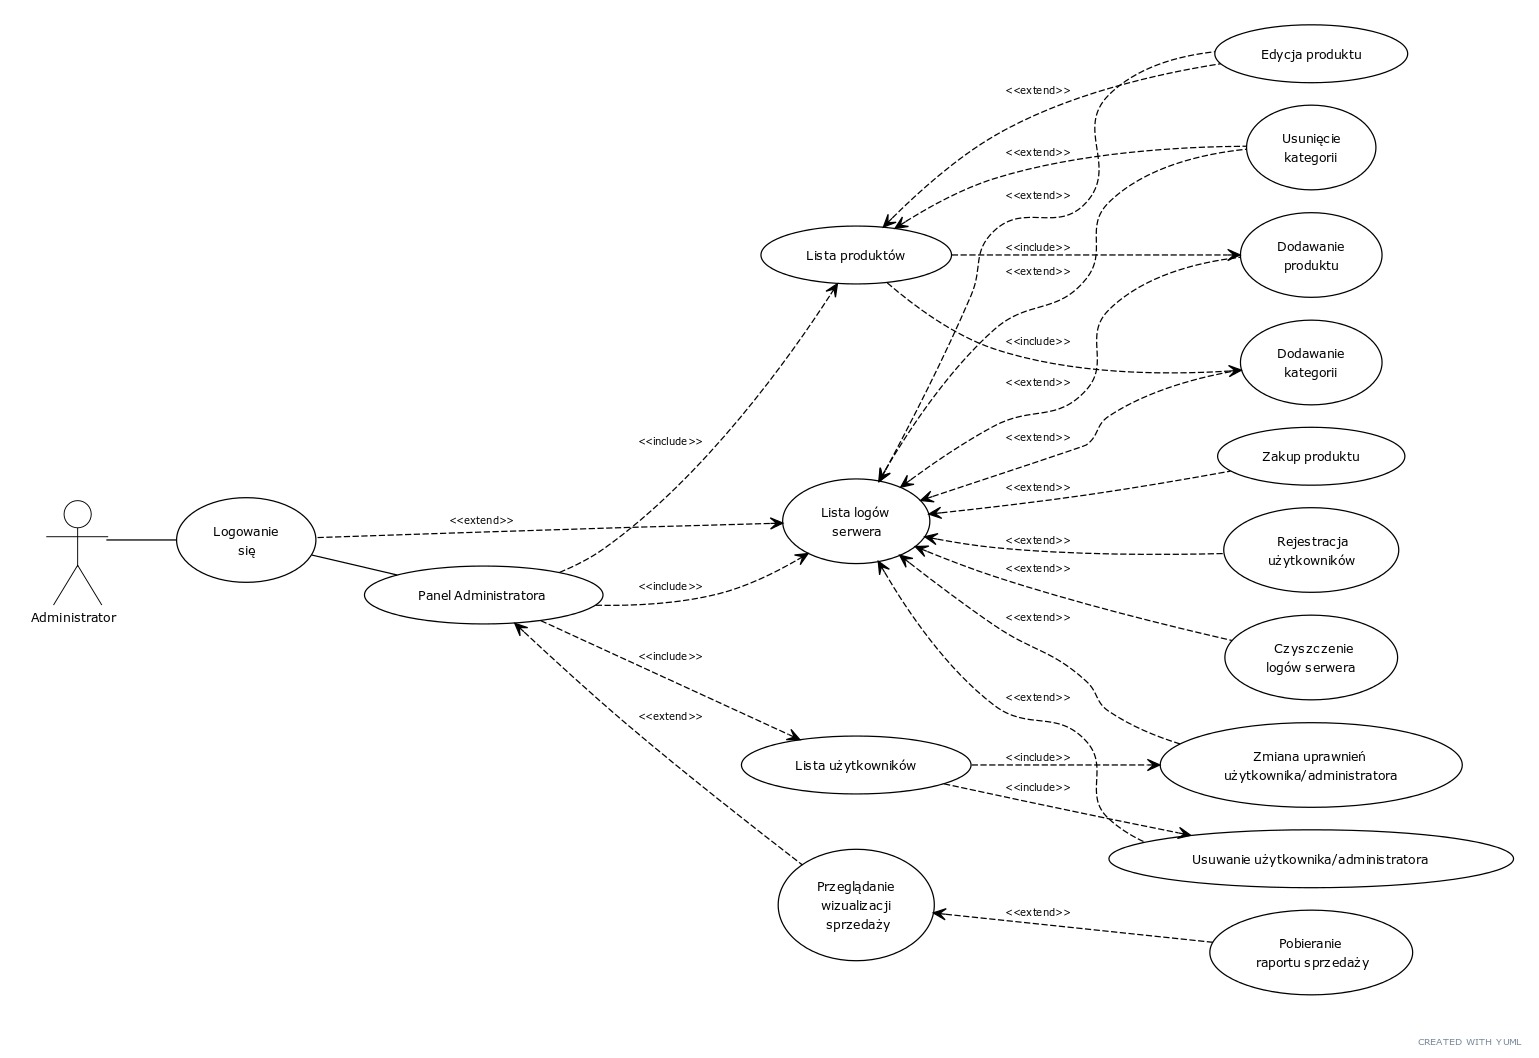 Edycja produktu
<<extend>>
Usunięcie
kategorii
<<extend>>
<<extend>>
Lista produktów
<<include>>
Dodawanie
produktu
<<extend>>
<<include>>
Dodawanie
kategorii
<<extend>>
<<include>>
<<extend>>
Zakup produktu
<<extend>>
Administrator
Logowanie
się
<<extend>>
Lista logów
serwera
<<extend>>
Rejestracja
użytkowników
<<extend>>
Panel Administratora
<<include>>
<<extend>>
Czyszczenie
logów serwera
<<include>>
<<extend>>
<<extend>>
Lista użytkowników
<<include>>
Zmiana uprawnień
użytkownika/administratora
<<include>>
Usuwanie użytkownika/administratora
Przeglądanie
wizualizacji
sprzedaży
<<extend>>
Pobieranie
raportu sprzedaży
CREATED WITH YUML